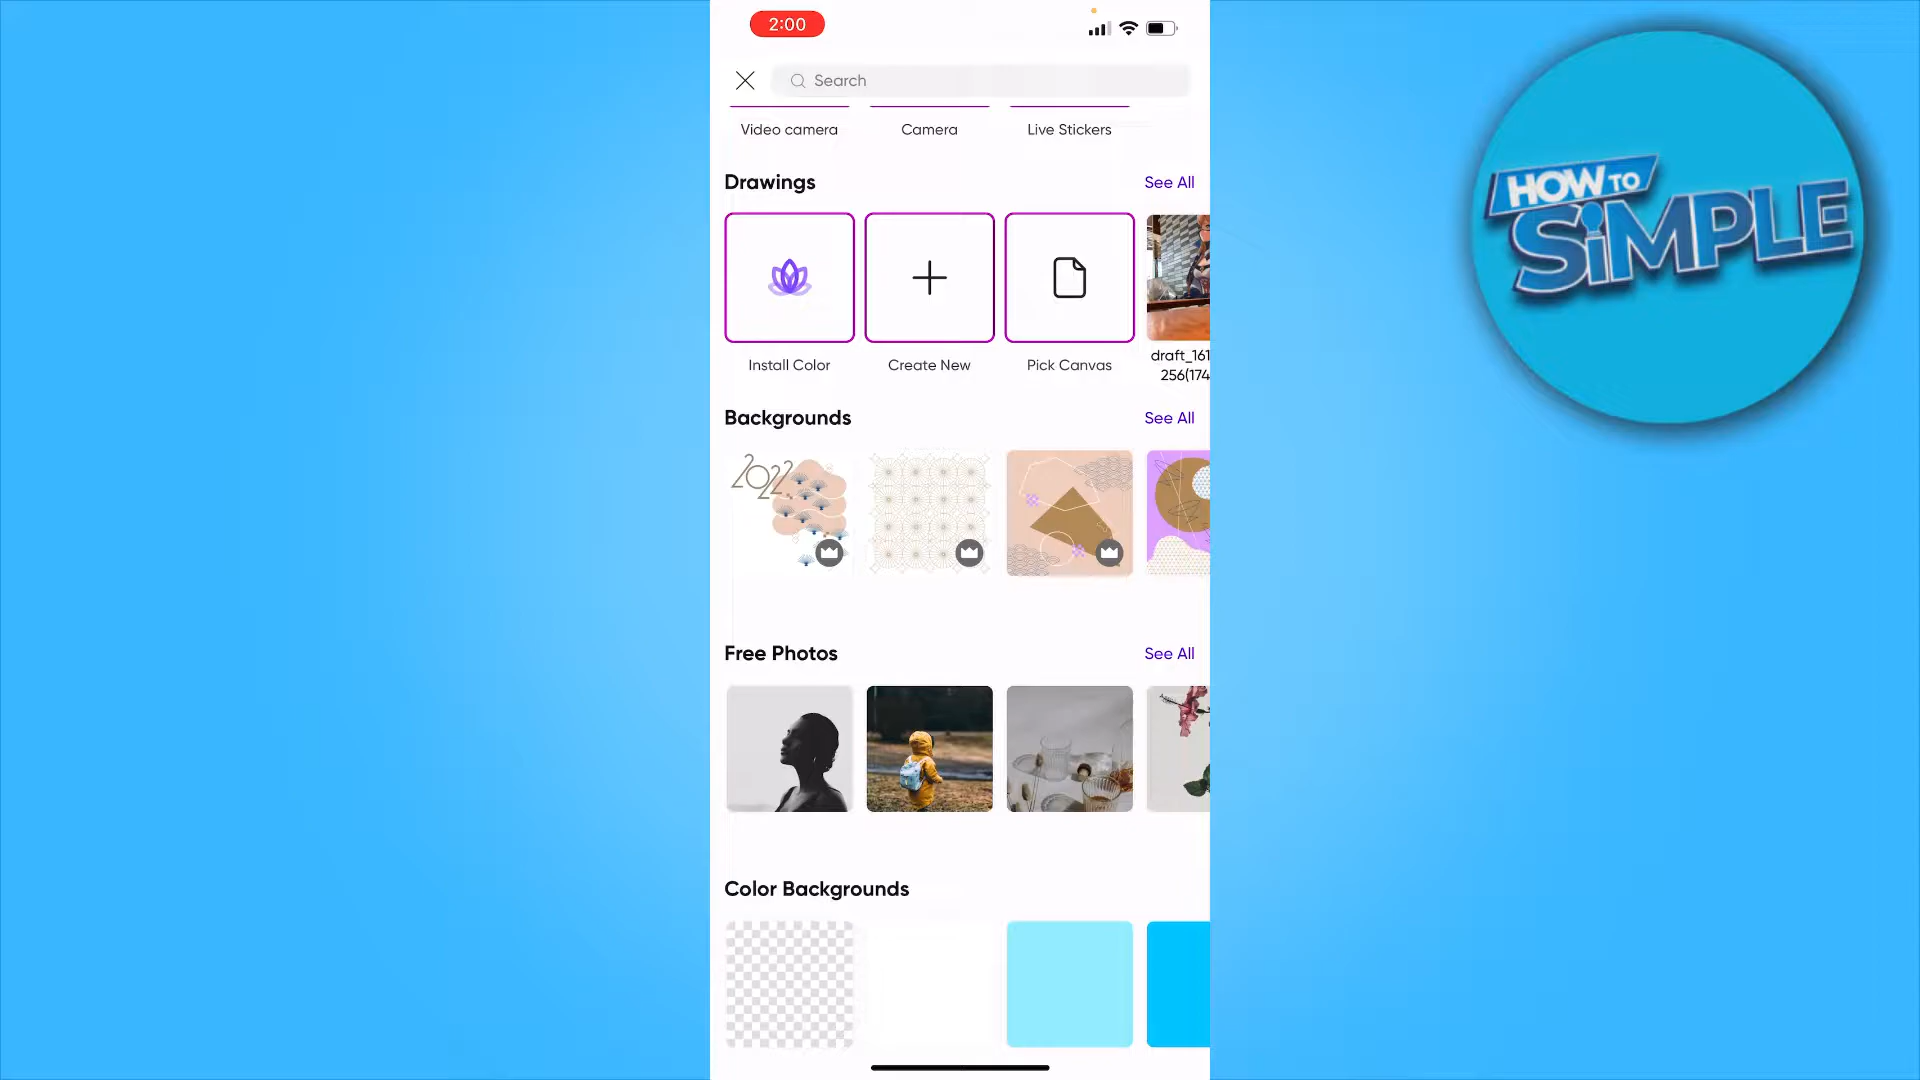 2:00
Search
Video camera
Camera
Live Stickers
Drawings
See All
Install Color
Create New
Pick Canvas
draft_161
256(174
Backgrounds
See All
2022
Free Photos
See All
Color Backgrounds
HOW TO
SiMPLE